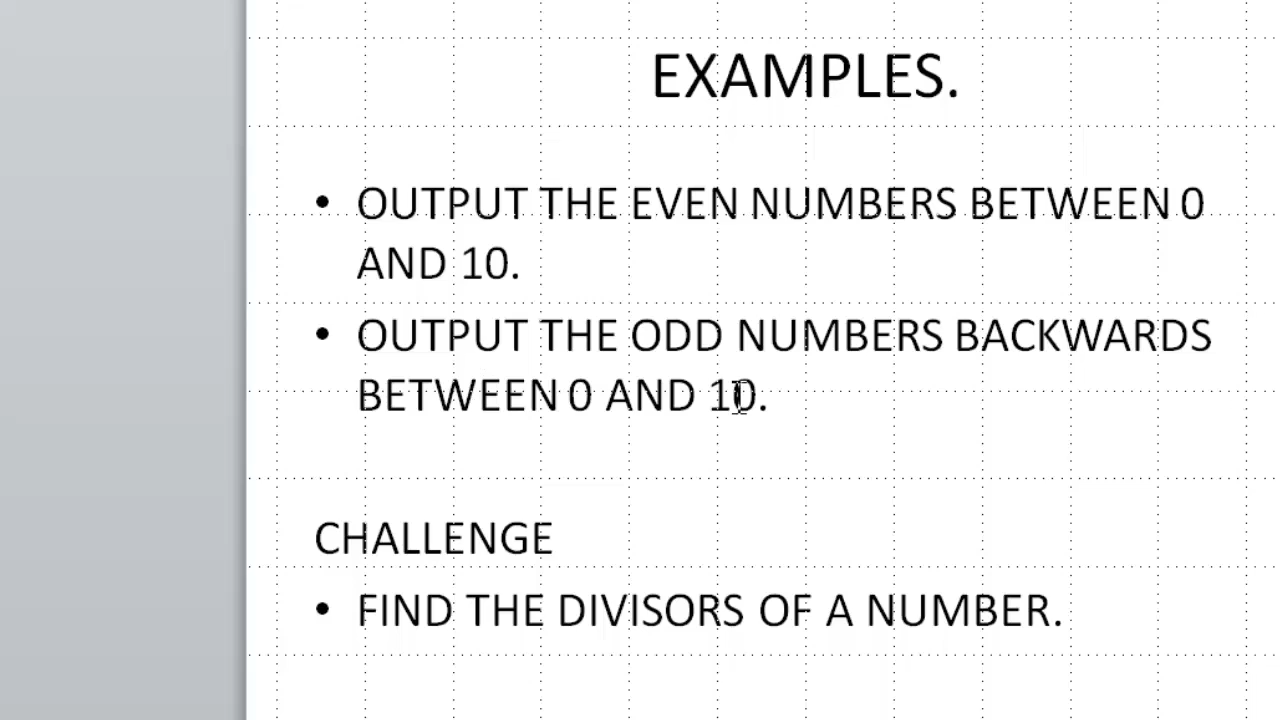 EXAMPLES.
• OUTPUT THE EVEN NUMBERS BETWEEN 0
AND 10.
• OUTPUT THE ODD NUMBERS BACKWARDS
BETWEEN 0 AND 10.
CHALLENGE
• FIND THE DIVISORS OF A NUMBER.